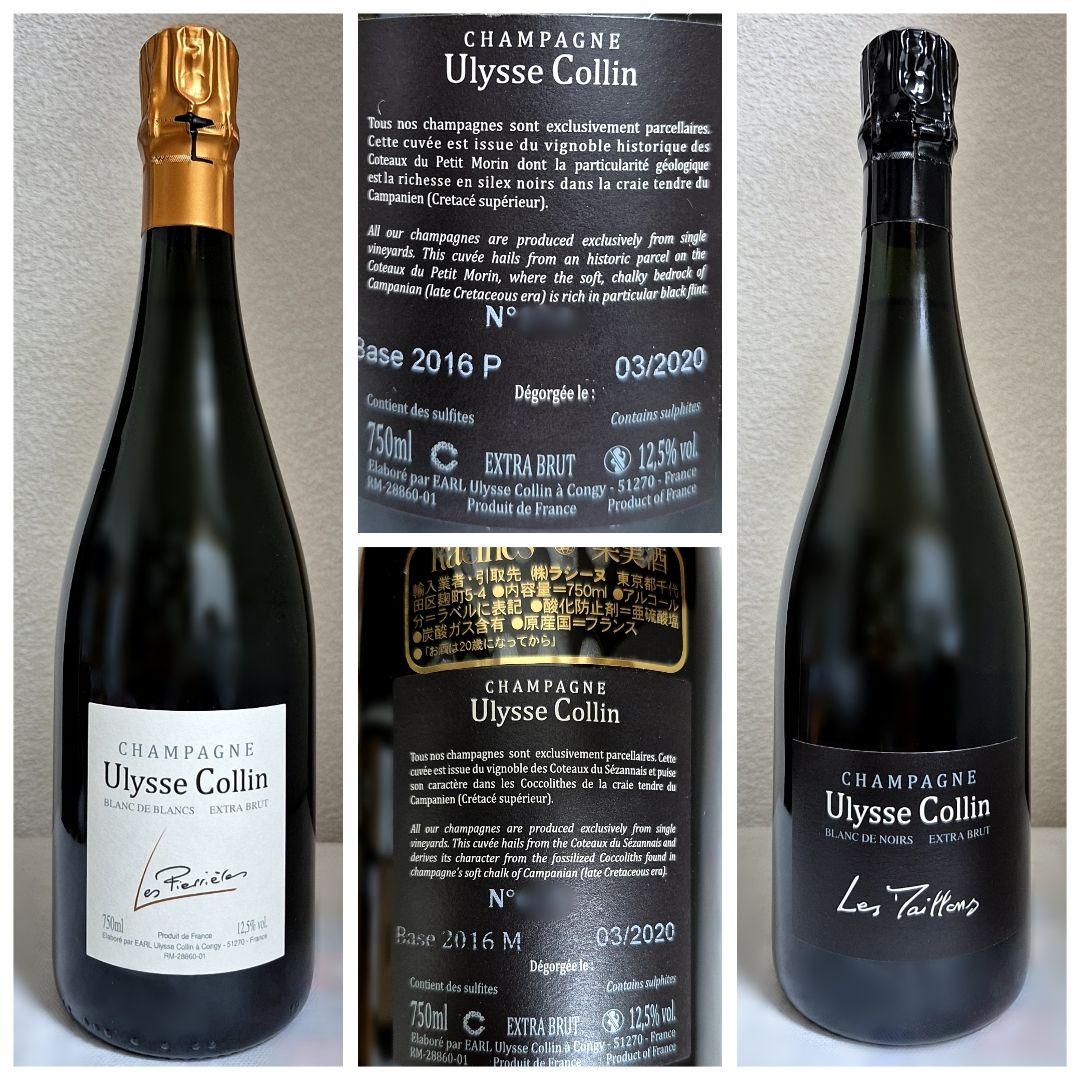 CHAMPAGNE
Ulysse Collin
BLANC DE BLANCS EXTRA BRUT
Les Pierrières
750ml
Produit de France
12,5% vol.
Elaboré par EARL Ulysse Collin à Congy - 51270 - France
RM-28860-01
CHAMPAGNE
Ulysse Collin
Tous nos champagnes sont exclusivement parcellaires.
Cette cuvée est issue du vignoble historique des
Coteaux du Petit Morin dont la particularité géologique
est la richesse en silex noirs dans la craie tendre du
Campanien (Cretacé supérieur).
All our champagnes are produced exclusively from single
vineyards. This cuvée hails from an historic parcel on the
Coteaux du Petit Morin, where the soft, chalky bedrock of
Campanian (late Cretaceous era) is rich in particular black flint.
N°
Base 2016 P
03/2020
Dégorgée le :
Contient des sulfites
Contains sulphites
750ml EXTRA BRUT 12,5% vol.
Elaboré par EARL Ulysse Collin à Congy - 51270 - France
RM-28860-01 Produit de France Product of France
Racines 果実酒
輸入業者・引取先 ㈱ラシーヌ 東京都千代
田区麹町5-4 ●内容量=750ml ●アルコール
分=ラベルに表記 ●酸化防止剤=亜硫酸塩
●炭酸ガス含有 ●原産国=フランス
●「お酒は20歳になってから」
CHAMPAGNE
Ulysse Collin
Tous nos champagnes sont exclusivement parcellaires. Cette
cuvée est issue du vignoble des Coteaux du Sézannais et puise
son caractère dans les Coccolithes de la craie tendre du
Campanien (Crétacé supérieur).
All our champagnes are produced exclusively from single
vineyards. This cuvée hails from the Coteaux du Sézannais and
derives its character from the fossilized Coccoliths found in
champagne's soft chalk of Campanian (late Cretaceous era).
N°
Base 2016 M
03/2020
Dégorgée le :
Contient des sulfites
Contains sulphites
750ml EXTRA BRUT 12,5% vol.
Elaboré par EARL Ulysse Collin à Congy - 51270 - France
RM-28860-01 Produit de France Product of France
CHAMPAGNE
Ulysse Collin
BLANC DE NOIRS EXTRA BRUT
Les Maillons